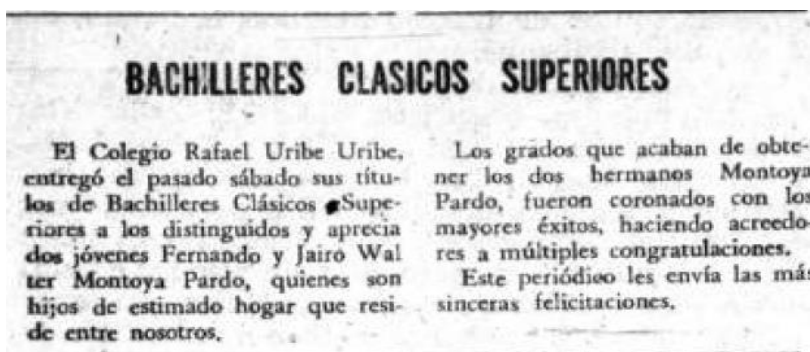 BACHILLERES CLASICOS SUPERIORES
El Colegio Rafael Uribe Uribe,
entregó el pasado sábado sus títu-
los de Bachilleres Clásicos Supe-
riores a los distinguidos y aprecia
dos jóvenes Fernando y Jairo Wal
ter Montoya Pardo, quienes son
hijos de estimado hogar que resi-
de entre nosotros.
Los grados que acaban de obte-
ner los dos hermanos Montoya
Pardo, fueron coronados con los
mayores éxitos, haciendo acreedo-
res a múltiples congratulaciones.
Este periódico les envía las más
sinceras felicitaciones.